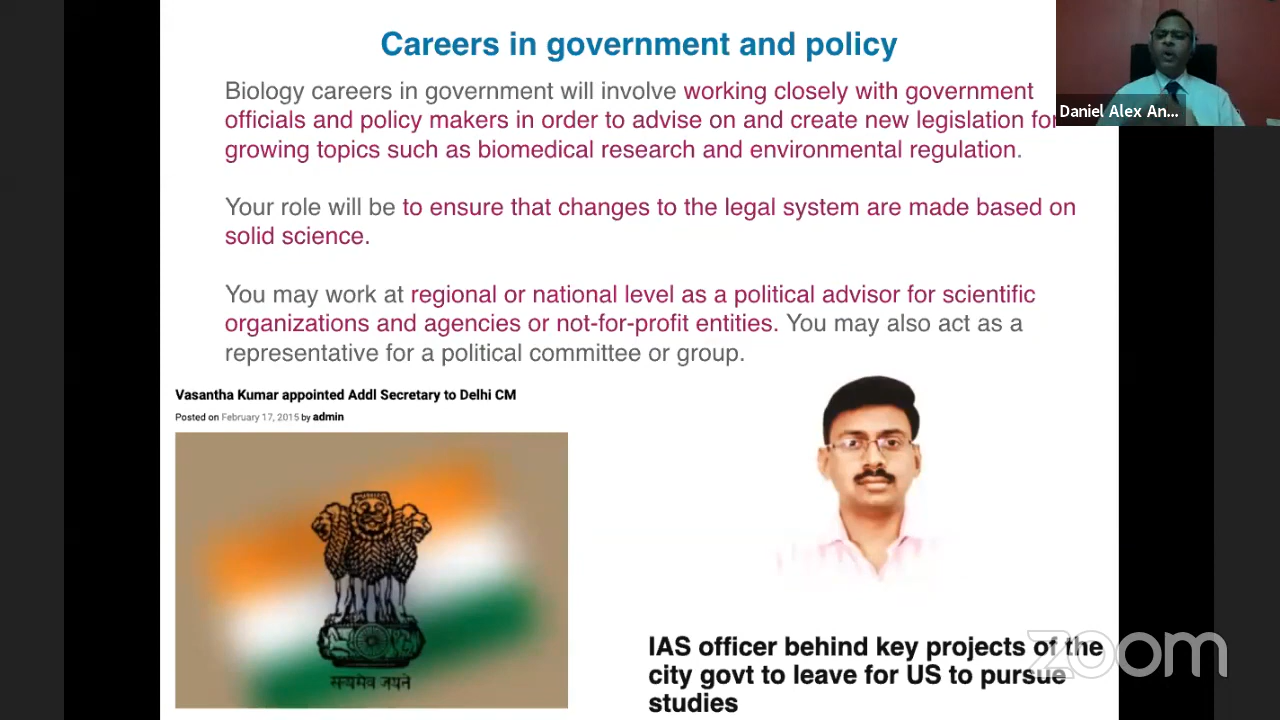 Careers in government and policy
Biology careers in government will involve working closely with government
officials and policy makers in order to advise on and create new legislation for
growing topics such as biomedical research and environmental regulation.
Your role will be to ensure that changes to the legal system are made based on
solid science.
You may work at regional or national level as a political advisor for scientific
organizations and agencies or not-for-profit entities. You may also act as a
representative for a political committee or group.
Daniel Alex An...
Vasantha Kumar appointed Addl Secretary to Delhi CM
Posted on February 17, 2015 by admin
सत्यमेव जयते
IAS officer behind key projects of the
city govt to leave for US to pursue
studies
zoom